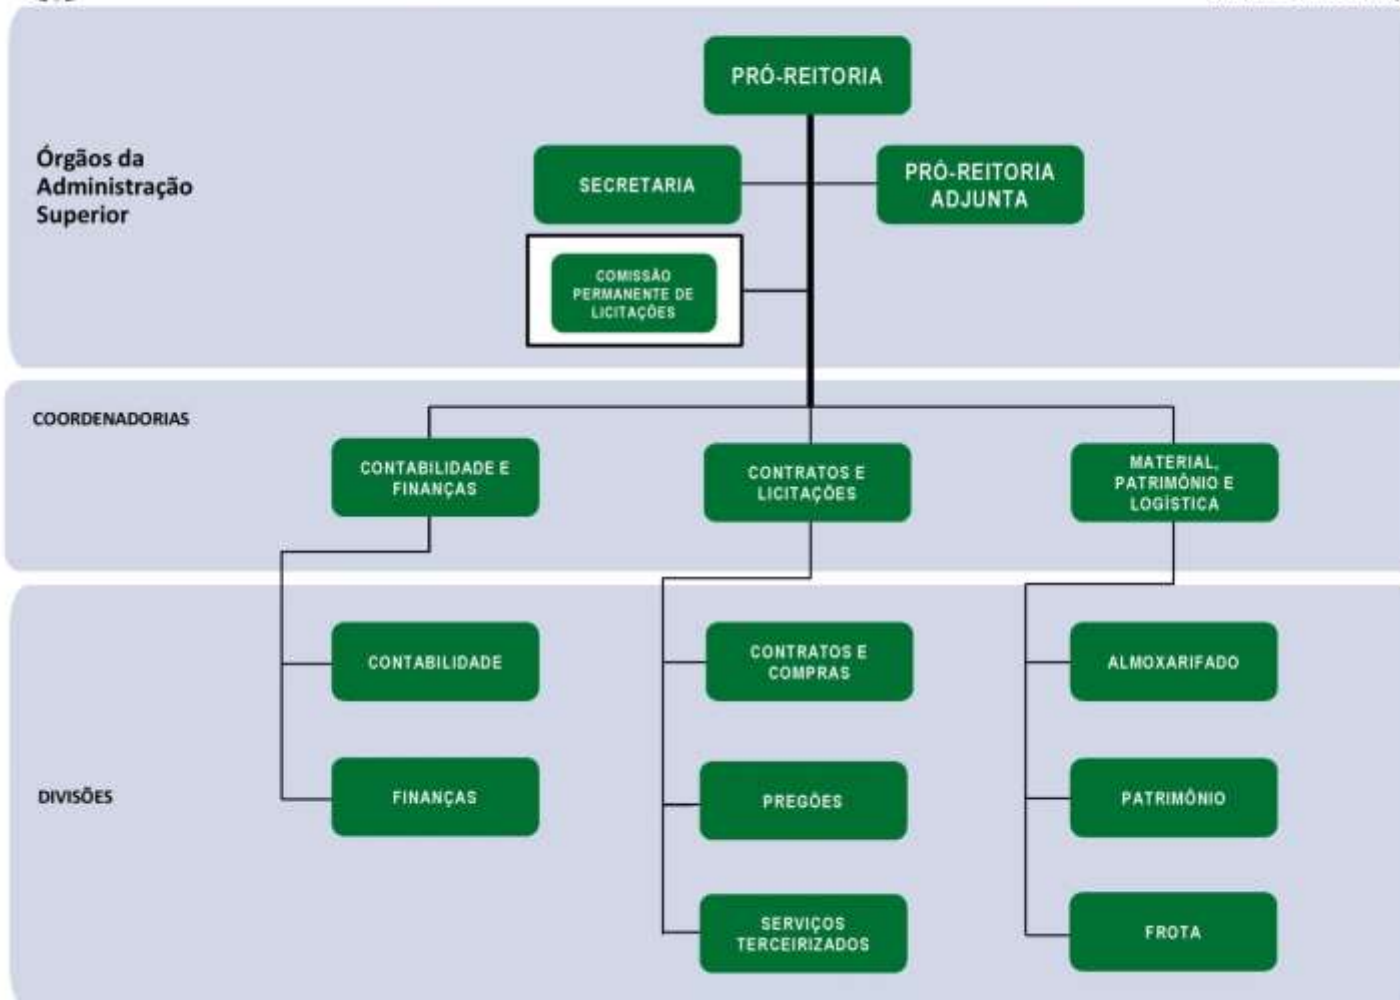 PRÓ-REITORIA
Órgãos da
Administração
Superior
SECRETARIA
PRÓ-REITORIA
ADJUNTA
COMISSÃO
PERMANENTE DE
LICITAÇÕES
COORDENADORIAS
CONTABILIDADE E
FINANÇAS
CONTRATOS E
LICITAÇÕES
MATERIAL,
PATRIMÔNIO E
LOGÍSTICA
CONTABILIDADE
CONTRATOS E
COMPRAS
ALMOXARIFADO
DIVISÕES
FINANÇAS
PREGÕES
PATRIMÔNIO
SERVIÇOS
TERCEIRIZADOS
FROTA